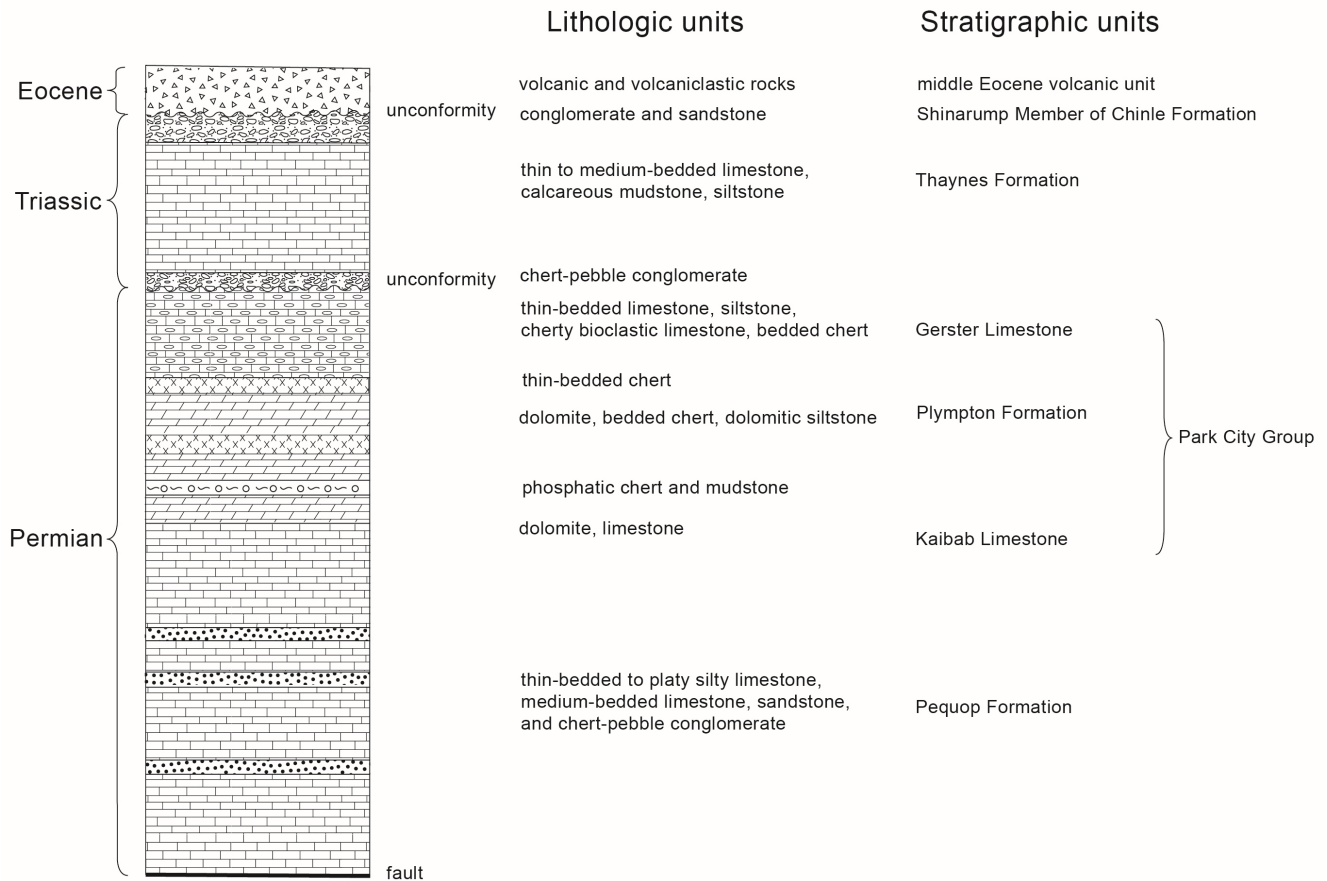 Lithologic units
Stratigraphic units
Eocene
volcanic and volcaniclastic rocks
middle Eocene volcanic unit
unconformity
conglomerate and sandstone
Shinarump Member of Chinle Formation
Triassic
thin to medium-bedded limestone,
calcareous mudstone, siltstone
Thaynes Formation
unconformity
chert-pebble conglomerate
thin-bedded limestone, siltstone,
cherty bioclastic limestone, bedded chert
Gerster Limestone
thin-bedded chert
dolomite, bedded chert, dolomitic siltstone
Plympton Formation
Park City Group
phosphatic chert and mudstone
Permian
dolomite, limestone
Kaibab Limestone
thin-bedded to platy silty limestone,
medium-bedded limestone, sandstone,
and chert-pebble conglomerate
Pequop Formation
fault